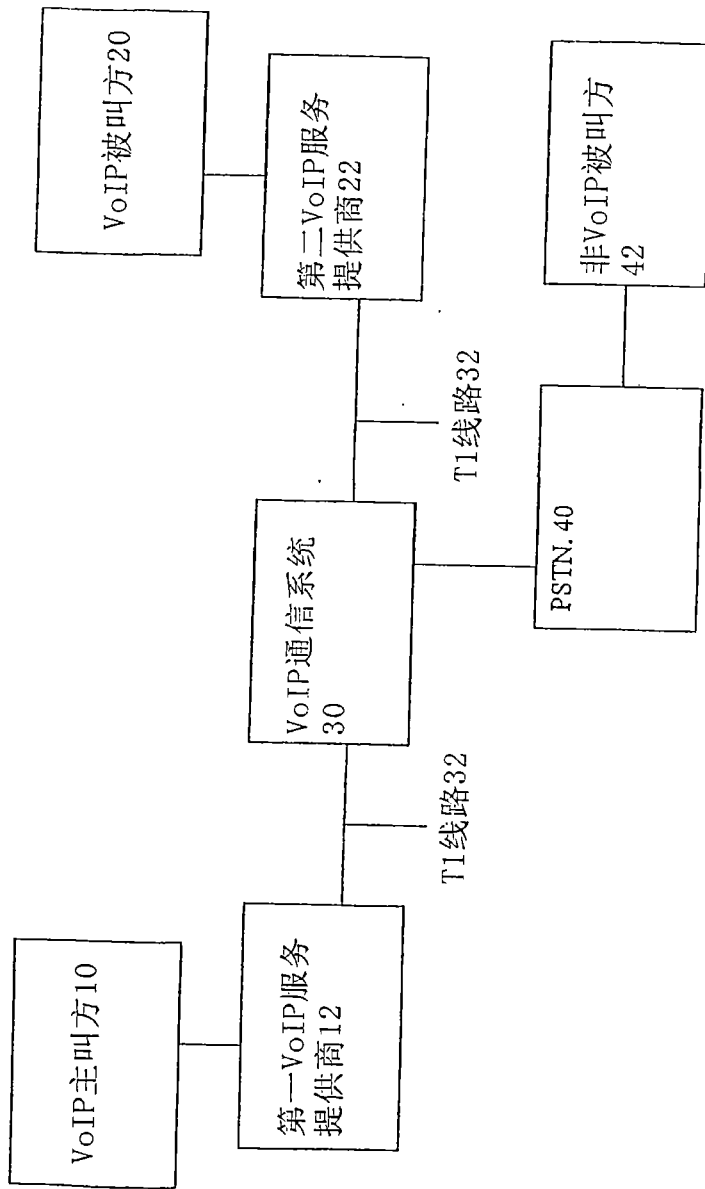 VoIP主叫方10
VoIP被叫方20
第一VoIP服务
提供商12
VoIP通信系统
30
第二VoIP服务
提供商22
T1线路32
T1线路32
PSTN.40
非VoIP被叫方
42